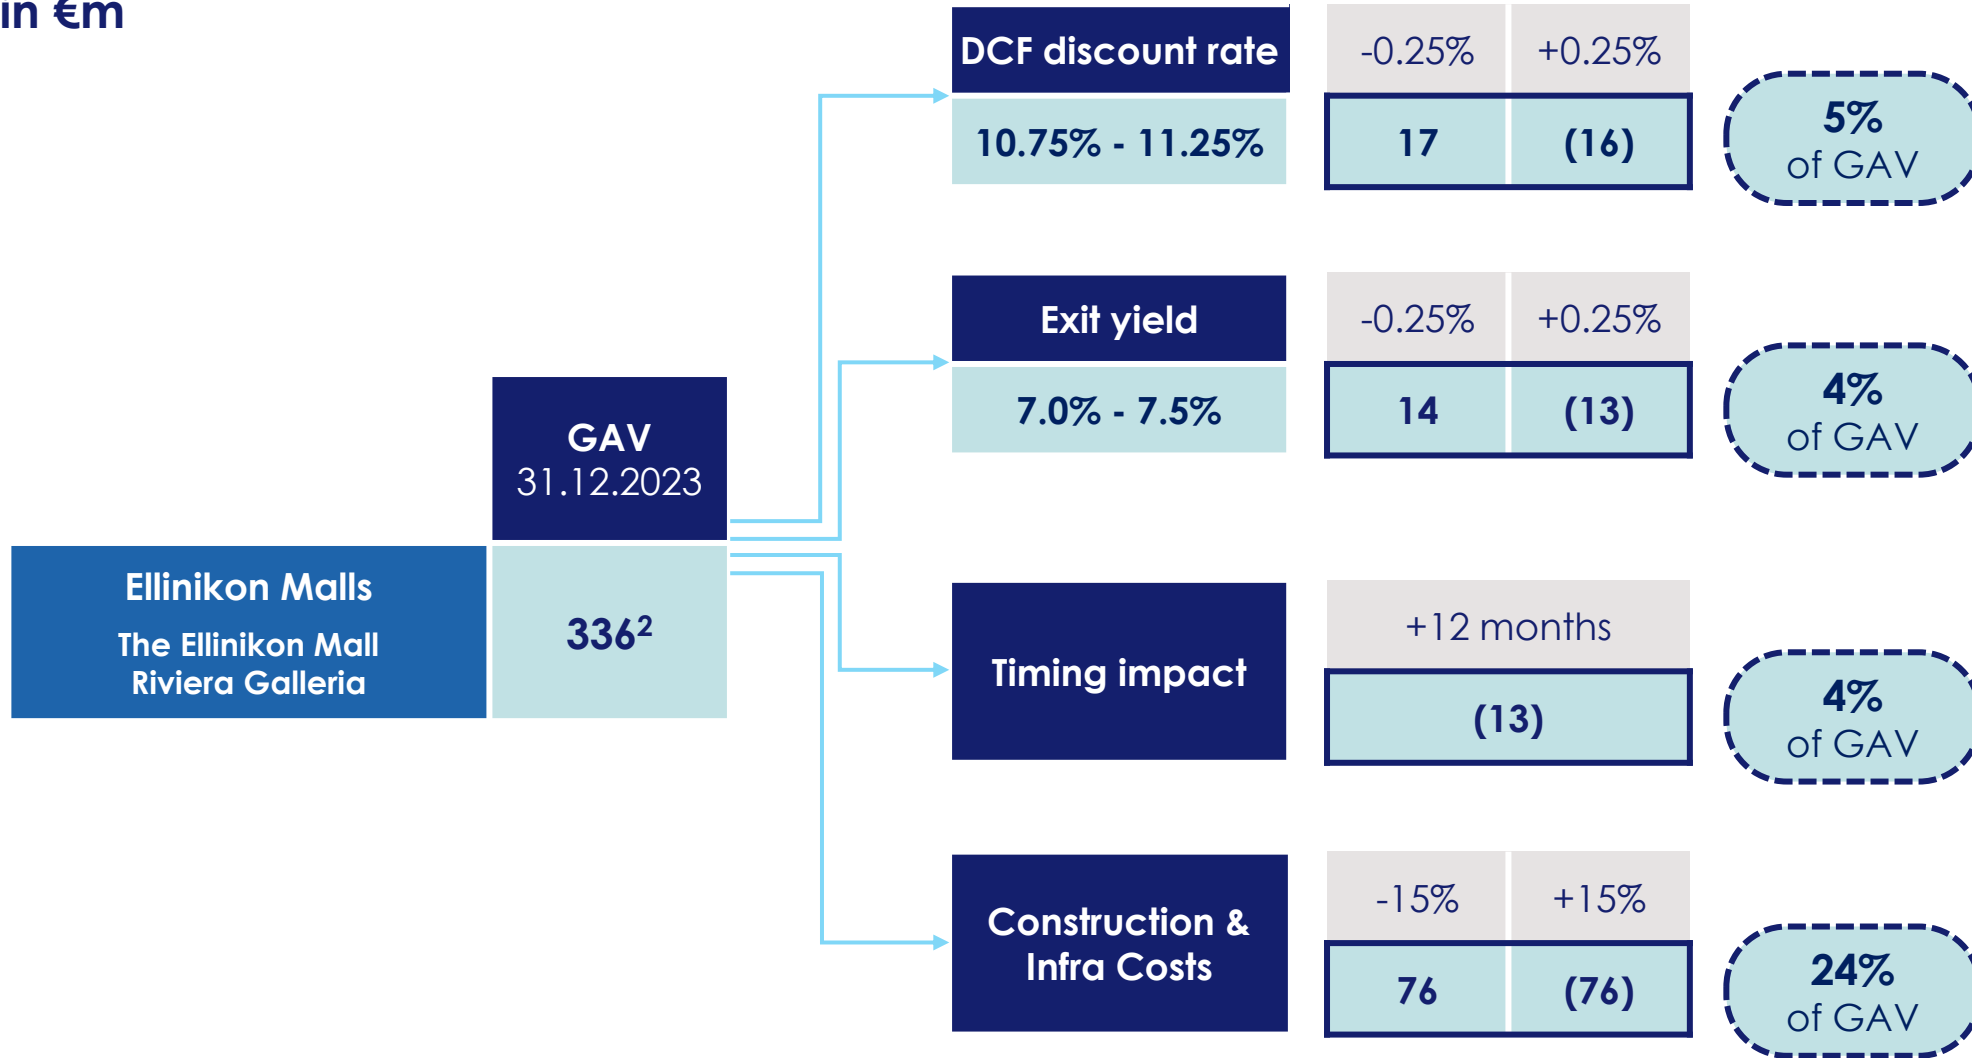 in €m
DCF discount rate
-0.25% +0.25%
10.75% - 11.25%
17 (16)
5%
of GAV
Exit yield
-0.25% +0.25%
7.0% - 7.5%
14 (13)
4%
of GAV
GAV
31.12.2023
Ellinikon Malls
The Ellinikon Mall
Riviera Galleria
336²
Timing impact
+12 months
(13)
4%
of GAV
Construction &
Infra Costs
-15% +15%
76 (76)
24%
of GAV